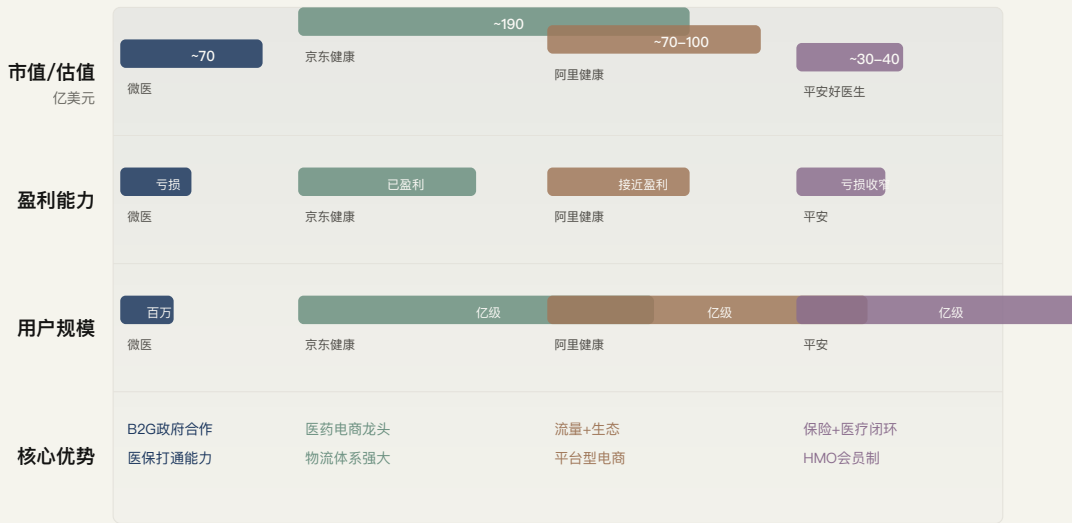 市值/估值
亿美元
~70
微医
~190
京东健康
~70–100
阿里健康
~30–40
平安好医生
盈利能力
亏损
微医
已盈利
京东健康
接近盈利
阿里健康
亏损收窄
平安
用户规模
百万
微医
亿级
京东健康
亿级
阿里健康
亿级
平安
核心优势
B2G政府合作
医保打通能力
医药电商龙头
物流体系强大
流量+生态
平台型电商
保险+医疗闭环
HMO会员制